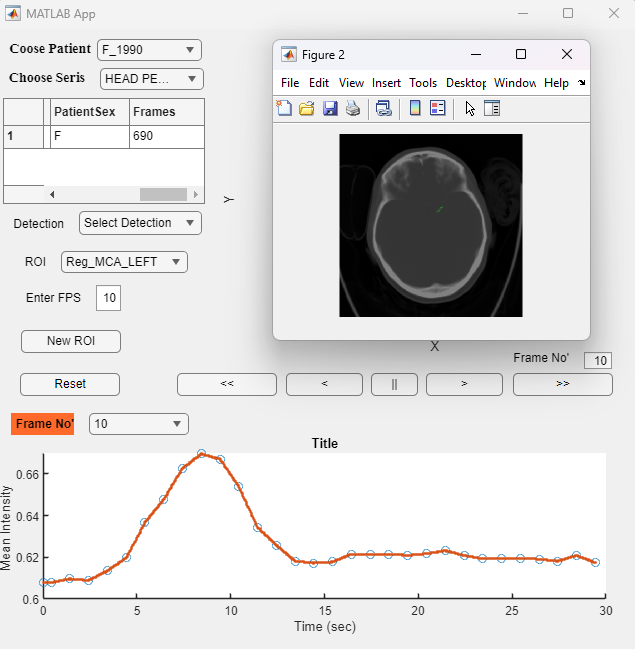 MATLAB App
Coose Patient F_1990
Choose Seris HEAD PE...
PatientSex Frames
1 F 690
Detection Select Detection
ROI Reg_MCA_LEFT
Enter FPS 10
New ROI
Reset
Y
Figure 2
File Edit View Insert Tools Desktop Window Help
X
Frame No' 10
<< < || > >>
Frame No' 10
Title
Mean Intensity
0.66
0.64
0.62
0.6
0 5 10 15 20 25 30
Time (sec)